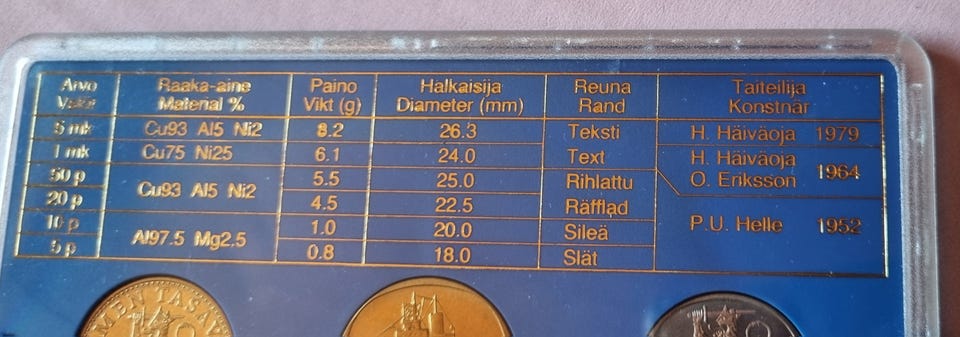 Arvo Raaka-aine Paino Halkaisija Reuna Taiteilija
Material % Vikt (g) Diameter (mm) Rand Konstnär
5 mk Cu93 Al5 Ni2 8.2 26.3 Teksti H. Häiväoja 1979
1 mk Cu75 Ni25 6.1 24.0 Text H. Häiväoja 1964
50 p 5.5 25.0 Rihlattu O. Eriksson
Cu93 Al5 Ni2
20 p 4.5 22.5 Räfflad
10 p 1.0 20.0 Sileä P.U. Helle 1952
Al97.5 Mg2.5
5 p 0.8 18.0 Slät
MEN TASAV